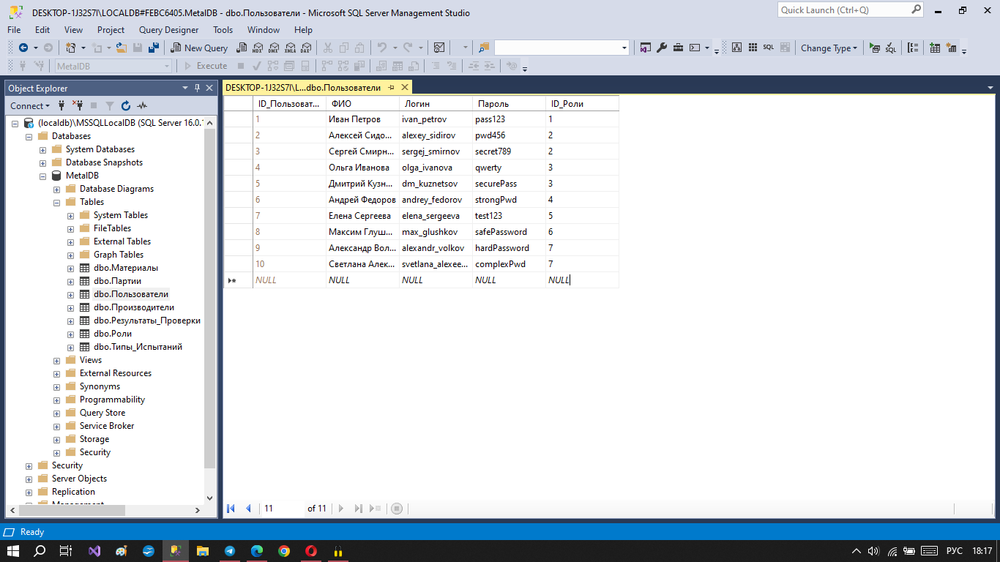 DESKTOP-1J32S7I\LOCALDB#FEBC6405.MetalDB - dbo.Пользователи - Microsoft SQL Server Management Studio
Quick Launch (Ctrl+Q)
File Edit View Project Query Designer Tools Window Help
New Query MDX DMX XMLA DAX SQL Change Type SQL
MetalDB Execute
Object Explorer
DESKTOP-1J32S7I\L...dbo.Пользователи
Connect
(localdb)\MSSQLLocalDB (SQL Server 16.0.1
Databases
System Databases
Database Snapshots
MetalDB
Database Diagrams
Tables
System Tables
FileTables
External Tables
Graph Tables
dbo.Материалы
dbo.Партии
dbo.Пользователи
dbo.Производители
dbo.Результаты_Проверки
dbo.Роли
dbo.Типы_Испытаний
Views
External Resources
Synonyms
Programmability
Query Store
Service Broker
Storage
Security
Security
Server Objects
Replication
Management
ID_Пользоват... ФИО Логин Пароль ID_Роли
1 Иван Петров ivan_petrov pass123 1
2 Алексей Сидо... alexey_sidirov pwd456 2
3 Сергей Смирн... sergej_smirnov secret789 2
4 Ольга Иванова olga_ivanova qwerty 3
5 Дмитрий Кузн... dm_kuznetsov securePass 3
6 Андрей Федоров andrey_fedorov strongPwd 4
7 Елена Сергеева elena_sergeeva test123 5
8 Максим Глуш... max_glushkov safePassword 6
9 Александр Вол... alexandr_volkov hardPassword 7
10 Светлана Алек... svetlana_alexee... complexPwd 7
NULL NULL NULL NULL NULL
11 of 11
Ready
РУС 18:17